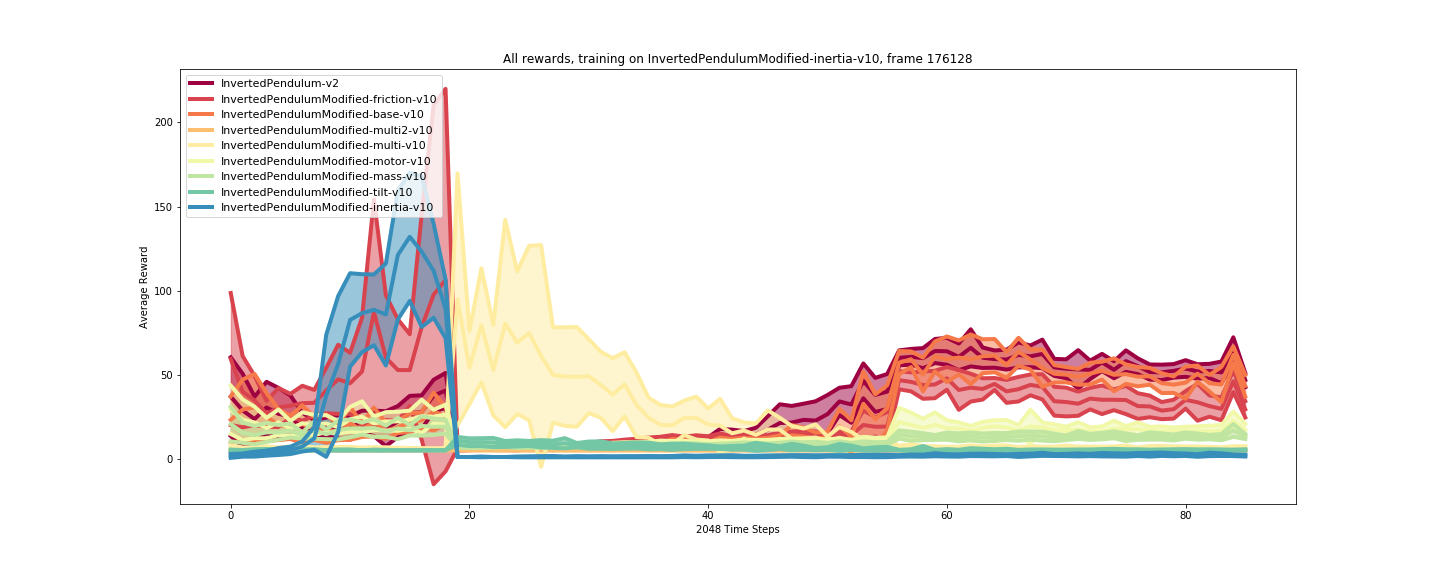 All rewards, training on InvertedPendulumModified-inertia-v10, frame 176128
InvertedPendulum-v2
InvertedPendulumModified-friction-v10
InvertedPendulumModified-base-v10
InvertedPendulumModified-multi2-v10
InvertedPendulumModified-multi-v10
InvertedPendulumModified-motor-v10
InvertedPendulumModified-mass-v10
InvertedPendulumModified-tilt-v10
InvertedPendulumModified-inertia-v10
Average Reward
200
150
100
50
0
0 20 40 60 80
2048 Time Steps